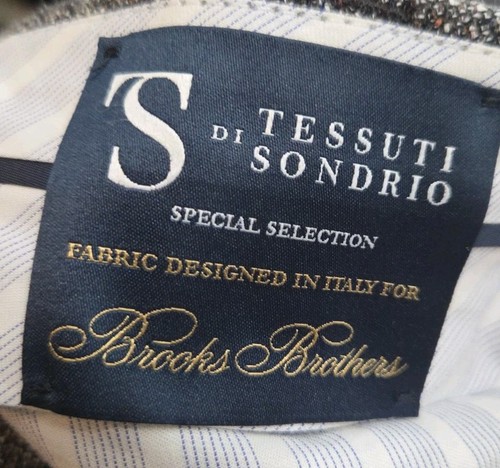 TS
DI TESSUTI
SONDRIO
SPECIAL SELECTION
FABRIC DESIGNED IN ITALY FOR
Brooks Brothers